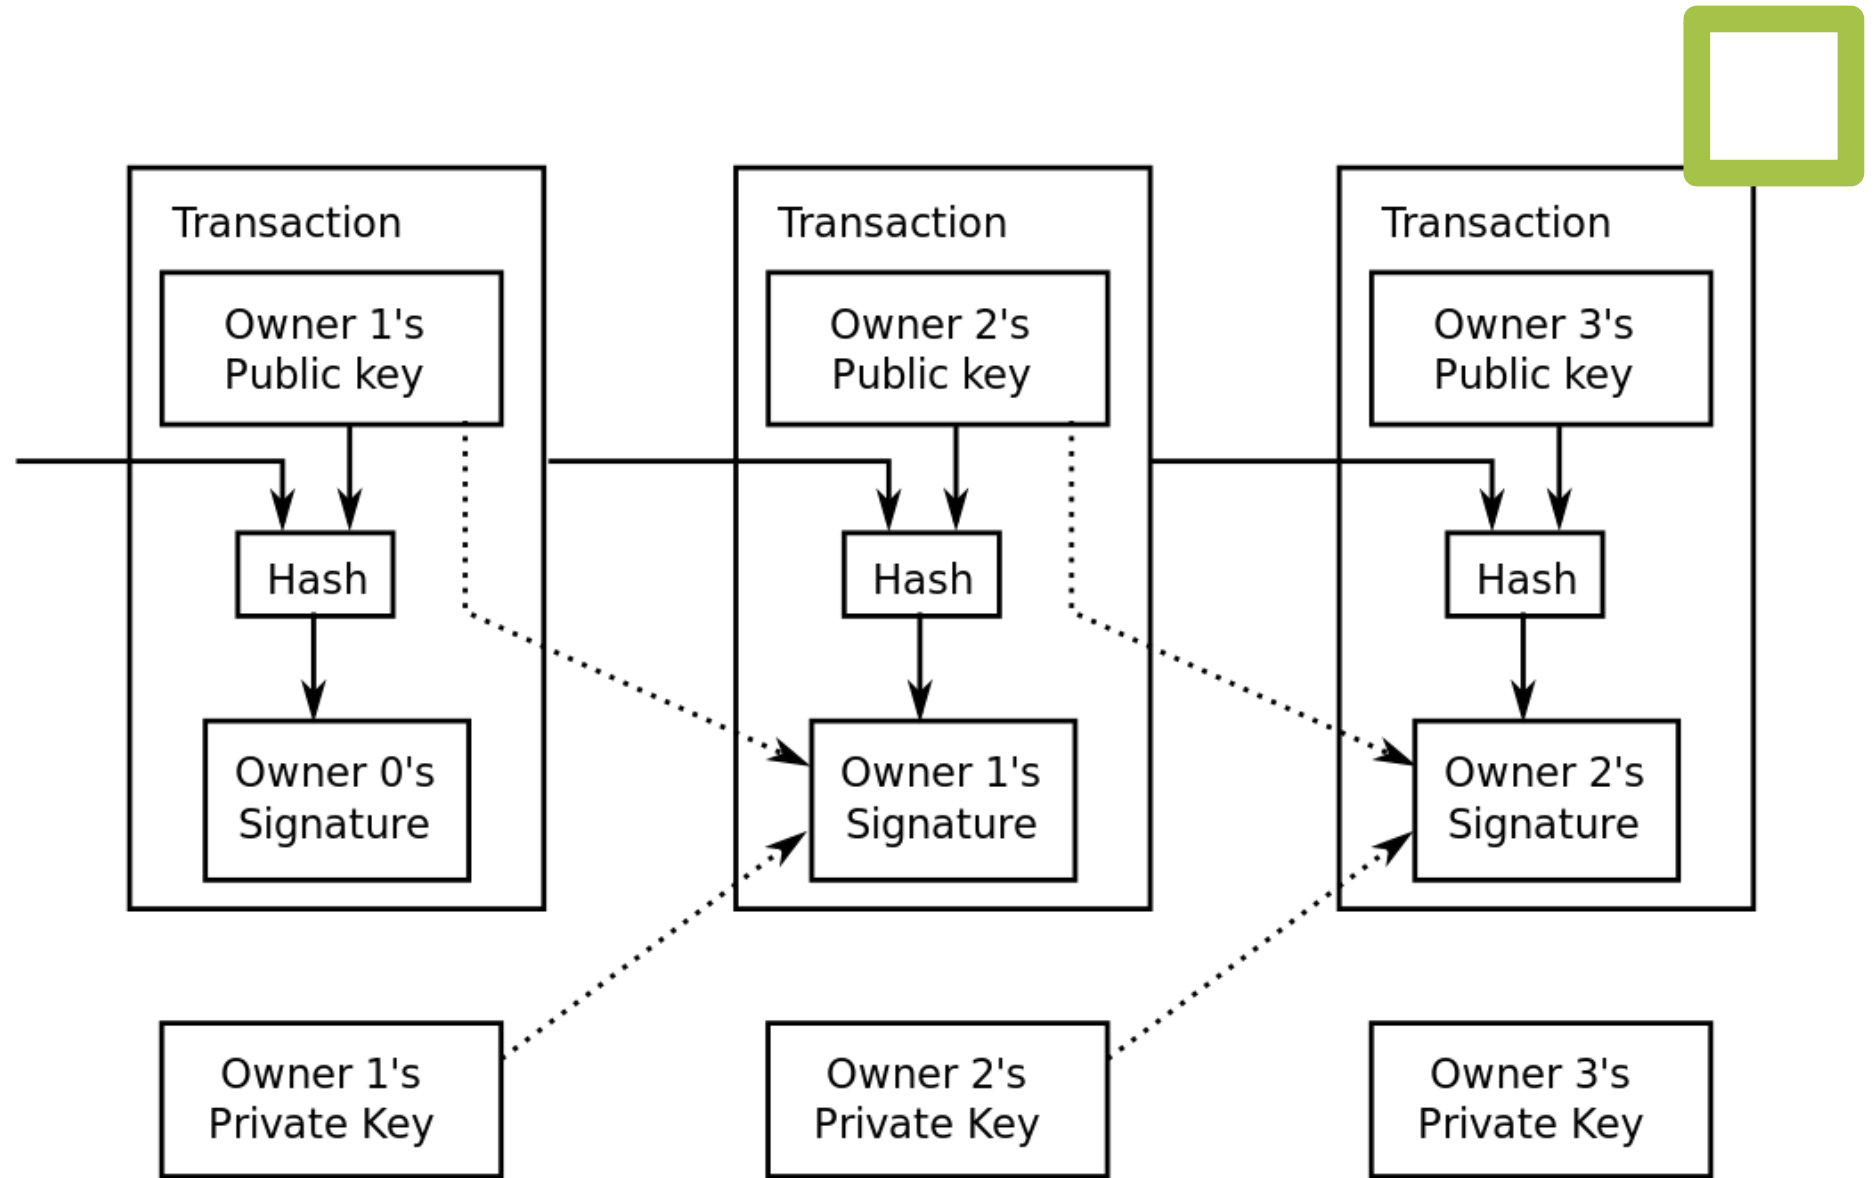 Transaction
Owner 1's
Public key
Hash
Owner 0's
Signature
Transaction
Owner 2's
Public key
Hash
Owner 1's
Signature
Transaction
Owner 3's
Public key
Hash
Owner 2's
Signature
Owner 1's
Private Key
Owner 2's
Private Key
Owner 3's
Private Key